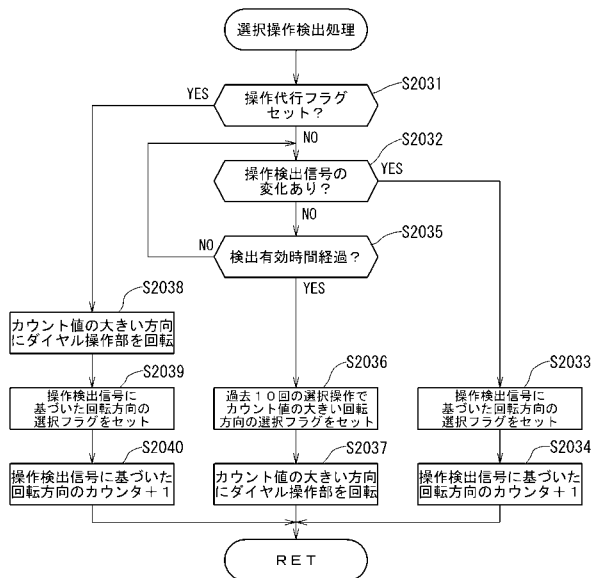 選択操作検出処理
S2031
YES
操作代行フラグ
セット？
NO
S2032
操作検出信号の
変化あり？
YES
NO
S2035
NO
検出有効時間経過？
YES
S2038
カウント値の大きい方向
にダイヤル操作部を回転
S2039
操作検出信号に
基づいた回転方向の
選択フラグをセット
S2040
操作検出信号に基づいた
回転方向のカウンタ＋１
S2036
過去１０回の選択操作で
カウント値の大きい回転
方向の選択フラグをセット
S2037
カウント値の大きい方向
にダイヤル操作部を回転
S2033
操作検出信号に
基づいた回転方向の
選択フラグをセット
S2034
操作検出信号に基づいた
回転方向のカウンタ＋１
ＲＥＴ